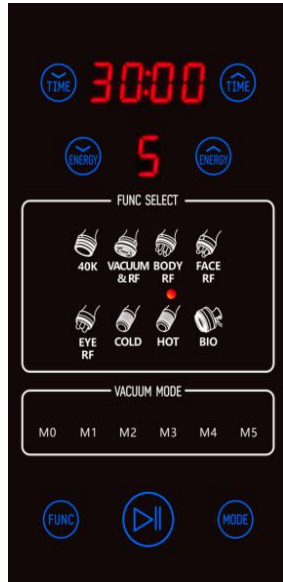 TIME 30:00 TIME
ENERGY 5 ENERGY
FUNC SELECT
40K VACUUM & RF BODY RF FACE RF
EYE RF COLD HOT BIO
VACUUM MODE
M0 M1 M2 M3 M4 M5
FUNC MODE